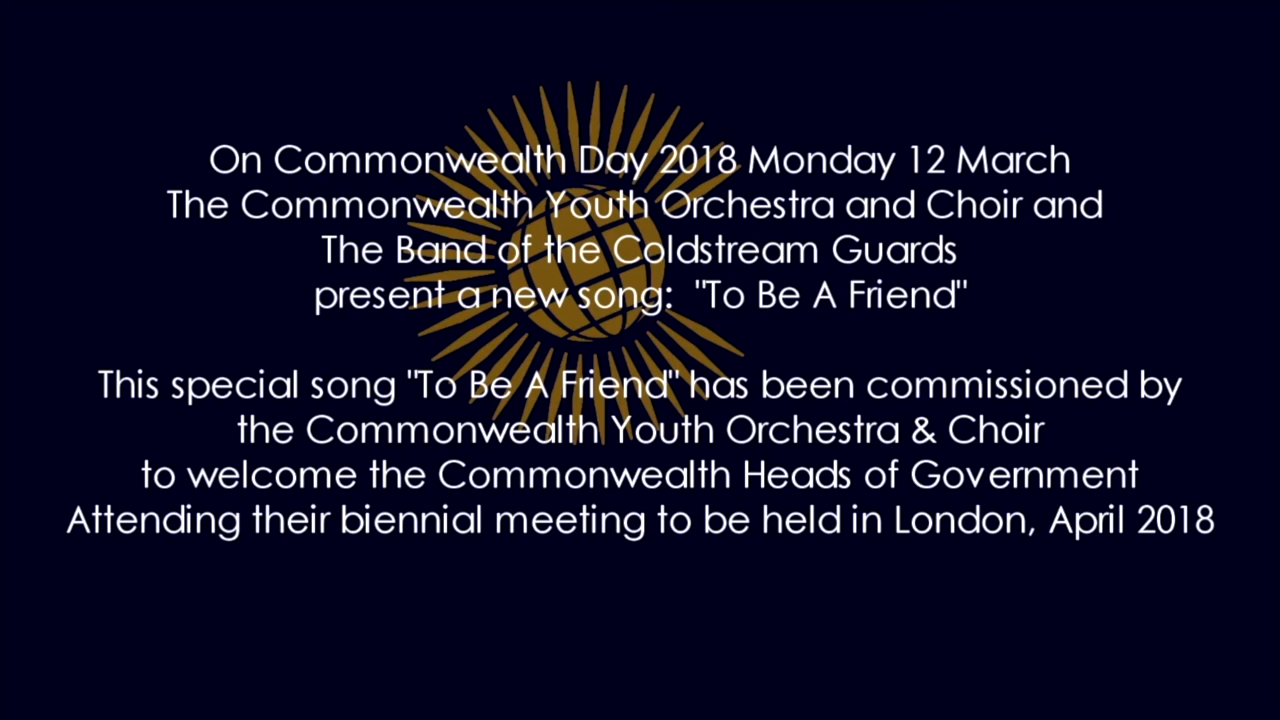 On Commonwealth Day 2018 Monday 12 March
The Commonwealth Youth Orchestra and Choir and
The Band of the Coldstream Guards
present a new song:  "To Be A Friend"
This special song "To Be A Friend" has been commissioned by
the Commonwealth Youth Orchestra & Choir
to welcome the Commonwealth Heads of Government
Attending their biennial meeting to be held in London, April 2018